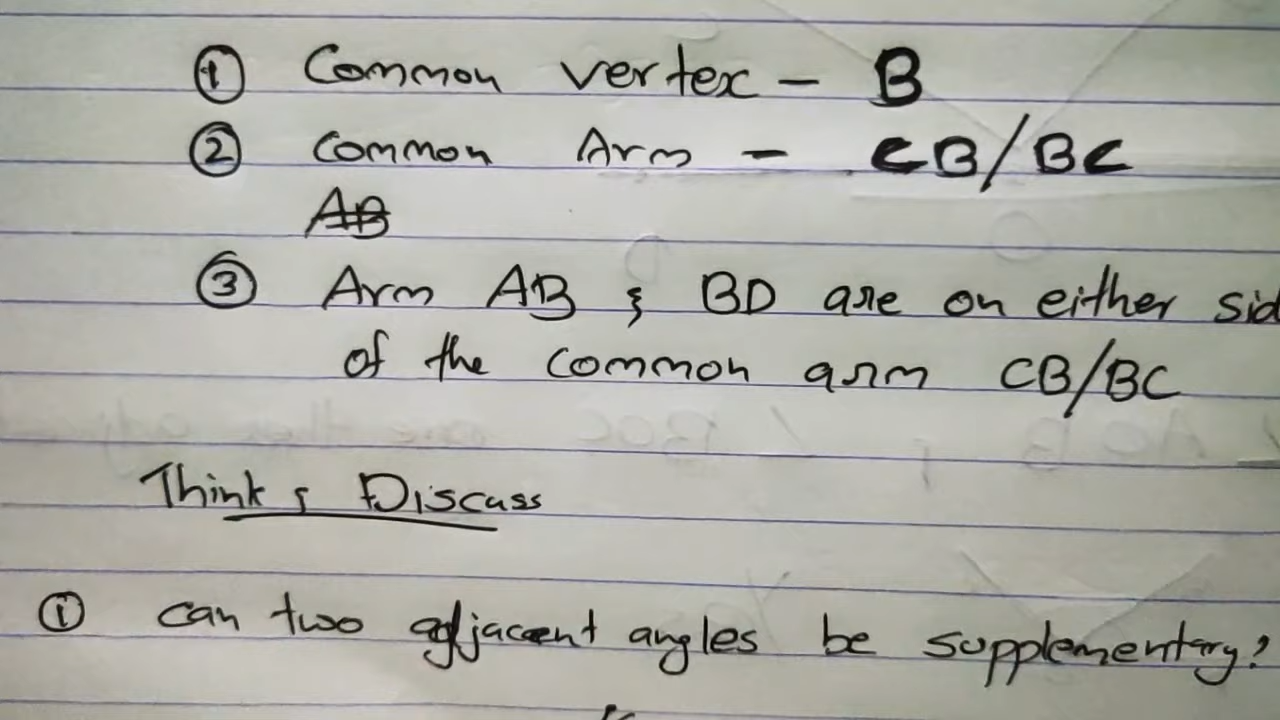 ① Common vertex - B
② Common Arm - CB/BC
AB
③ Arm AB & BD are on either sid
of the common arm CB/BC
Think & Discuss
① can two adjacent angles be supplementary?